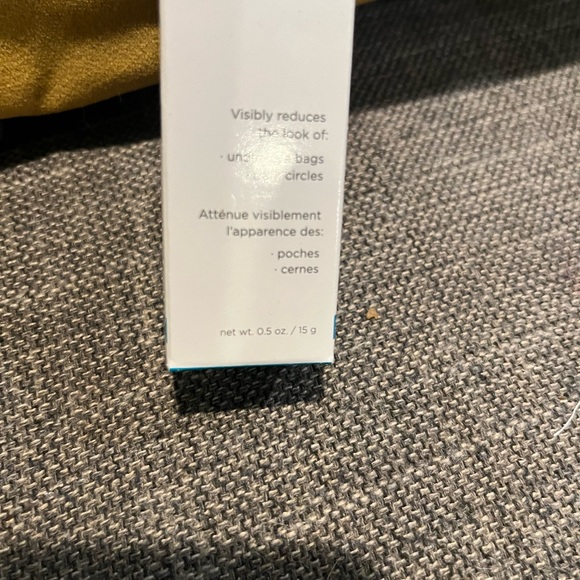 Visibly reduces
the look of:
· bags
circles
Atténue visiblement
l'apparence des:
· poches
· cernes
net wt. 0.5 oz. / 15 g